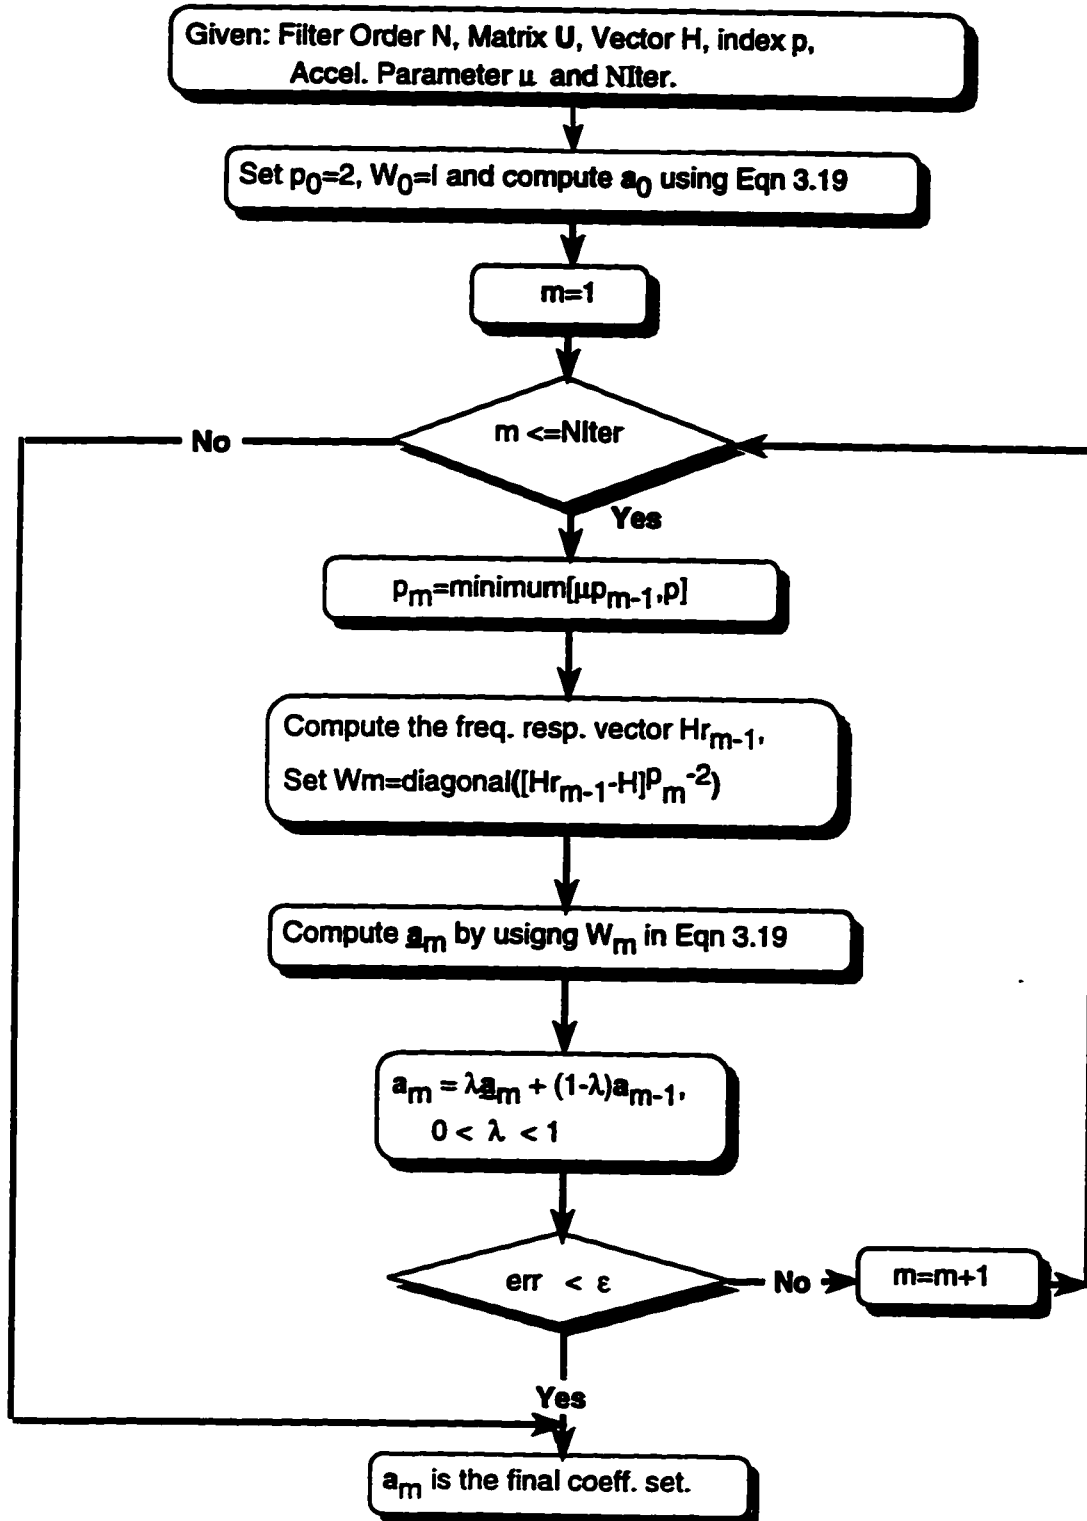 Given: Filter Order N, Matrix U, Vector H, index p,
Accel. Parameter μ and NIter.
Set p0=2, W0=I and compute a0 using Eqn 3.19
m=1
m <=NIter
No
Yes
pm=minimum[μpm-1,p]
Compute the freq. resp. vector Hrm-1,
Set Wm=diagonal([Hrm-1-H]pm-2)
Compute am by usigng Wm in Eqn 3.19
am = λam + (1-λ)am-1,
0 < λ < 1
err < ε
No
m=m+1
Yes
am is the final coeff. set.